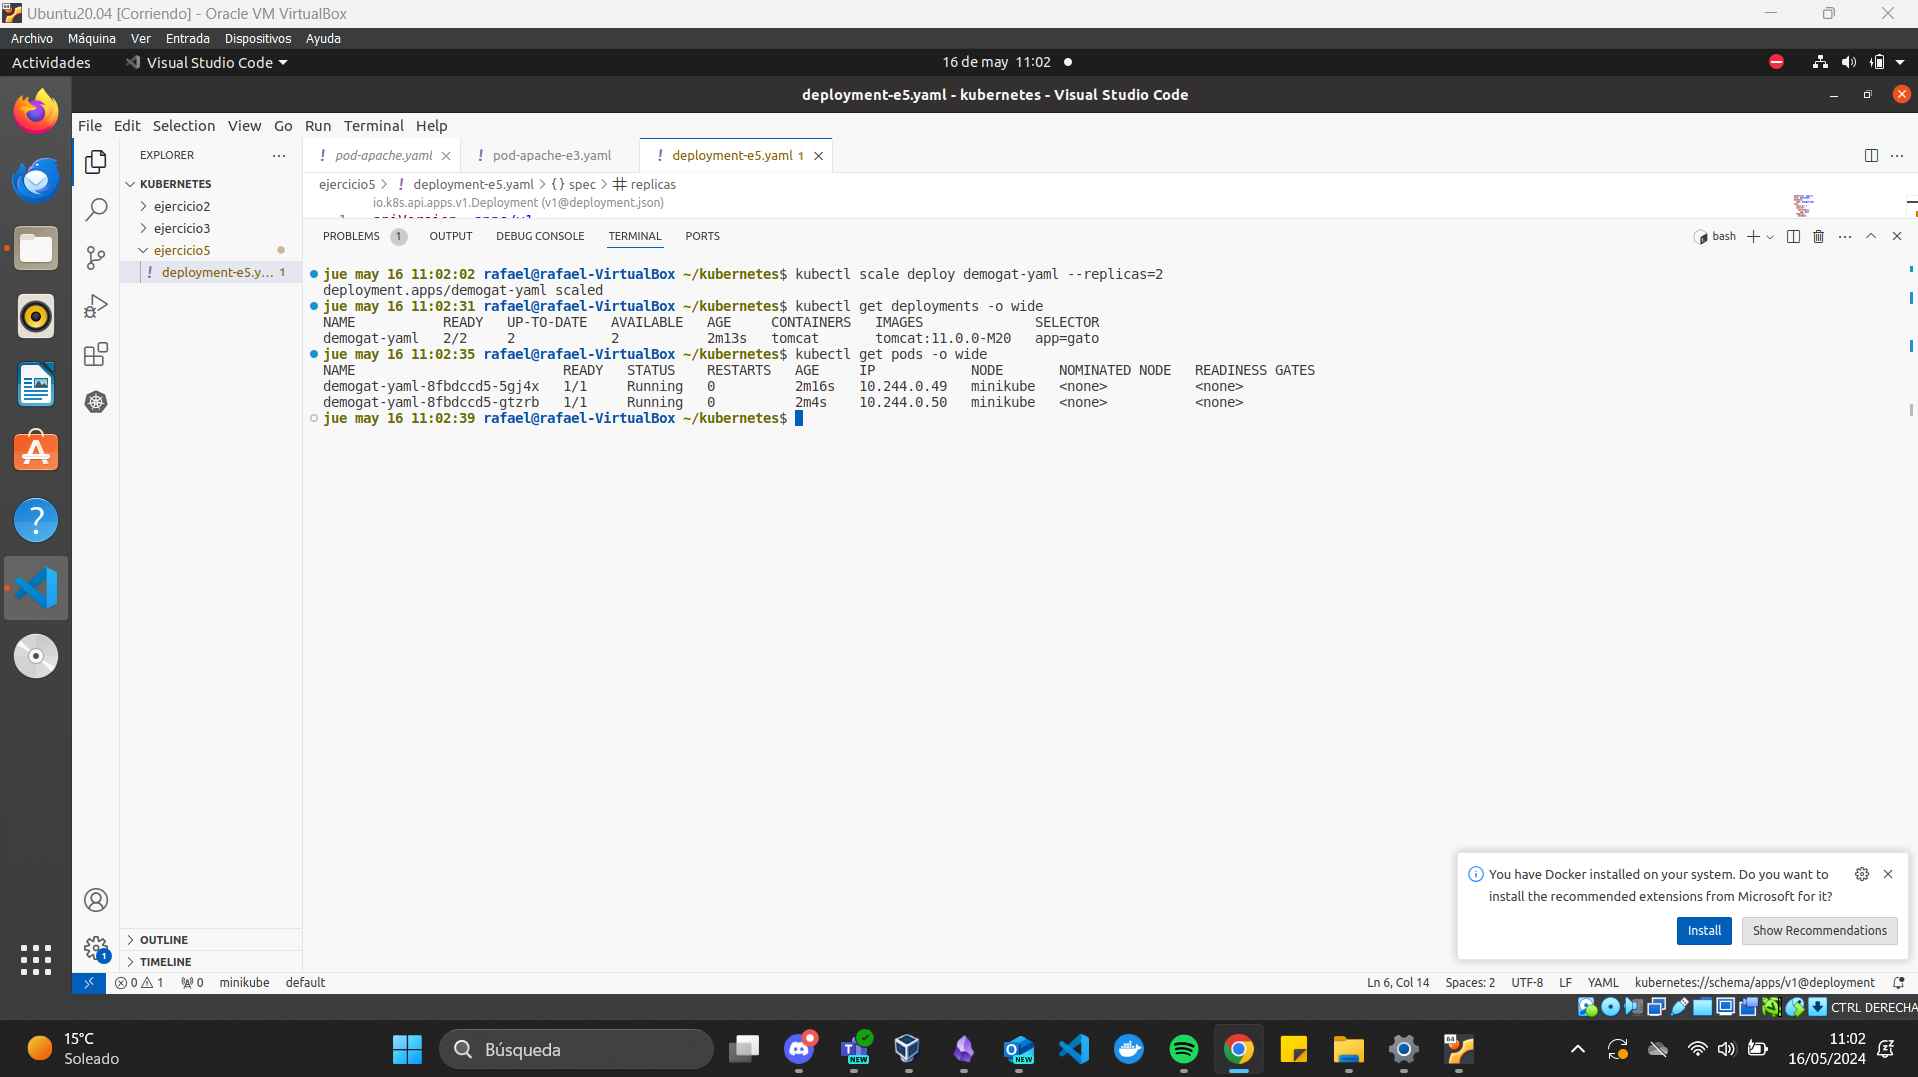 Ubuntu20.04 [Corriendo] - Oracle VM VirtualBox
Archivo Máquina Ver Entrada Dispositivos Ayuda
Actividades Visual Studio Code 16 de may 11:02
deployment-e5.yaml - kubernetes - Visual Studio Code
File Edit Selection View Go Run Terminal Help
EXPLORER
KUBERNETES
ejercicio2
ejercicio3
ejercicio5
! deployment-e5.y... 1
OUTLINE
TIMELINE
! pod-apache.yaml ! pod-apache-e3.yaml ! deployment-e5.yaml 1
ejercicio5 > ! deployment-e5.yaml > {} spec > replicas
io.k8s.api.apps.v1.Deployment (v1@deployment.json)
1 apiVersion: apps/v1
PROBLEMS 1 OUTPUT DEBUG CONSOLE TERMINAL PORTS bash
jue may 16 11:02:02 rafael@rafael-VirtualBox ~/kubernetes$ kubectl scale deploy demogat-yaml --replicas=2
deployment.apps/demogat-yaml scaled
jue may 16 11:02:31 rafael@rafael-VirtualBox ~/kubernetes$ kubectl get deployments -o wide
NAME READY UP-TO-DATE AVAILABLE AGE CONTAINERS IMAGES SELECTOR
demogat-yaml 2/2 2 2 2m13s tomcat tomcat:11.0.0-M20 app=gato
jue may 16 11:02:35 rafael@rafael-VirtualBox ~/kubernetes$ kubectl get pods -o wide
NAME READY STATUS RESTARTS AGE IP NODE NOMINATED NODE READINESS GATES
demogat-yaml-8fbdccd5-5gj4x 1/1 Running 0 2m16s 10.244.0.49 minikube <none> <none>
demogat-yaml-8fbdccd5-gtzrb 1/1 Running 0 2m4s 10.244.0.50 minikube <none> <none>
jue may 16 11:02:39 rafael@rafael-VirtualBox ~/kubernetes$
You have Docker installed on your system. Do you want to
install the recommended extensions from Microsoft for it?
Install Show Recommendations
1
0 1 0 minikube default Ln 6, Col 14 Spaces: 2 UTF-8 LF YAML kubernetes://schema/apps/v1@deployment
CTRL DERECHA
15°C
Soleado
Búsqueda
NEW
NEW
64
11:02
16/05/2024